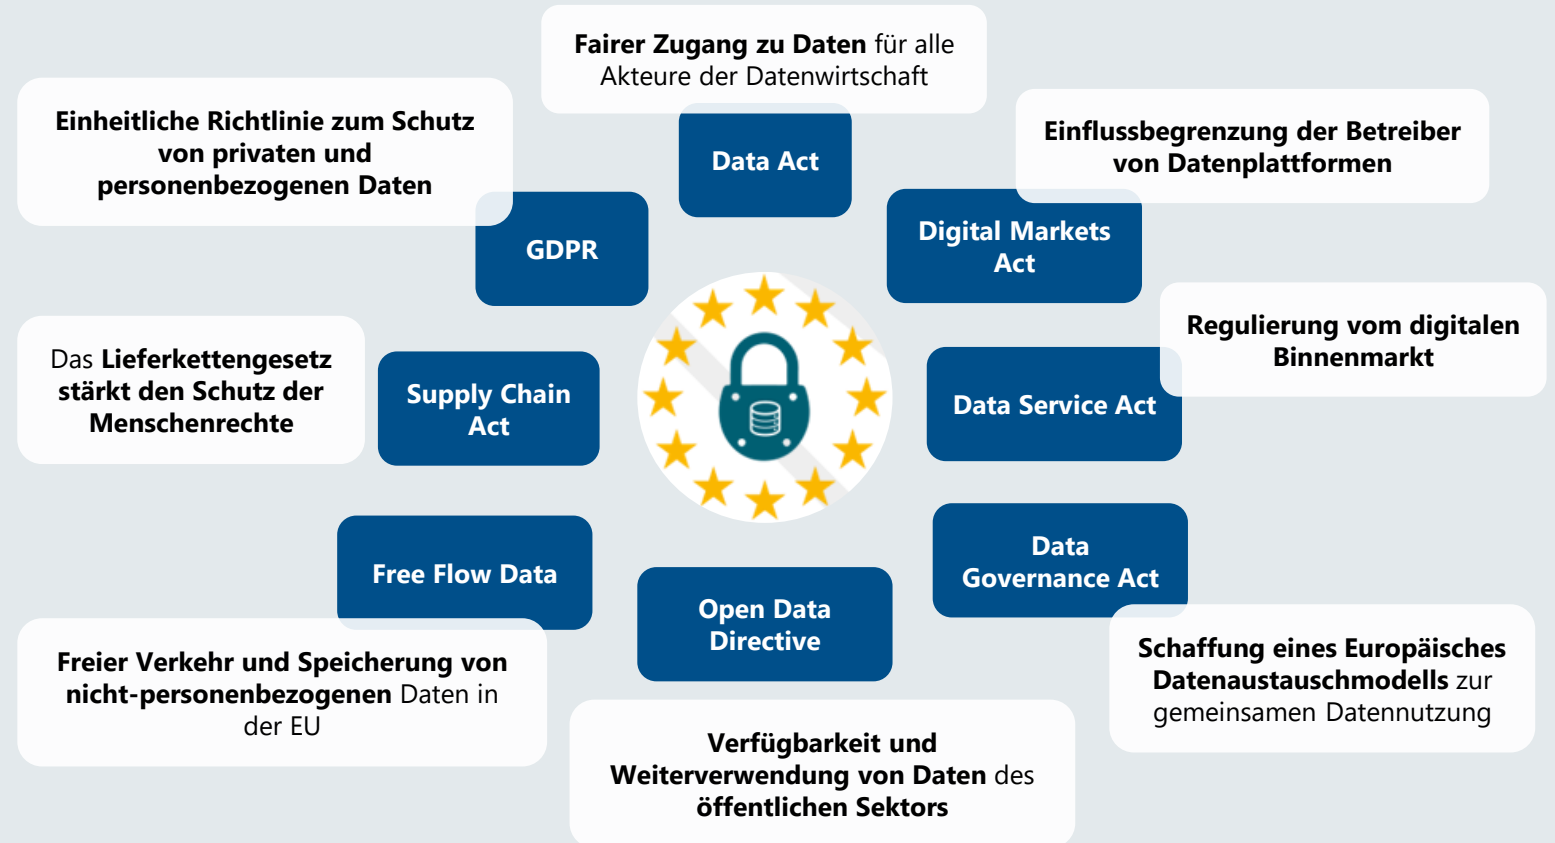 Fairer Zugang zu Daten für alle
Akteure der Datenwirtschaft
Data Act
Einheitliche Richtlinie zum Schutz
von privaten und
personenbezogenen Daten
GDPR
Einflussbegrenzung der Betreiber
von Datenplattformen
Digital Markets
Act
Regulierung vom digitalen
Binnenmarkt
Data Service Act
Das Lieferkettengesetz
stärkt den Schutz der
Menschenrechte
Supply Chain
Act
Data
Governance Act
Schaffung eines Europäisches
Datenaustauschmodells zur
gemeinsamen Datennutzung
Free Flow Data
Freier Verkehr und Speicherung von
nicht-personenbezogenen Daten in
der EU
Open Data
Directive
Verfügbarkeit und
Weiterverwendung von Daten des
öffentlichen Sektors